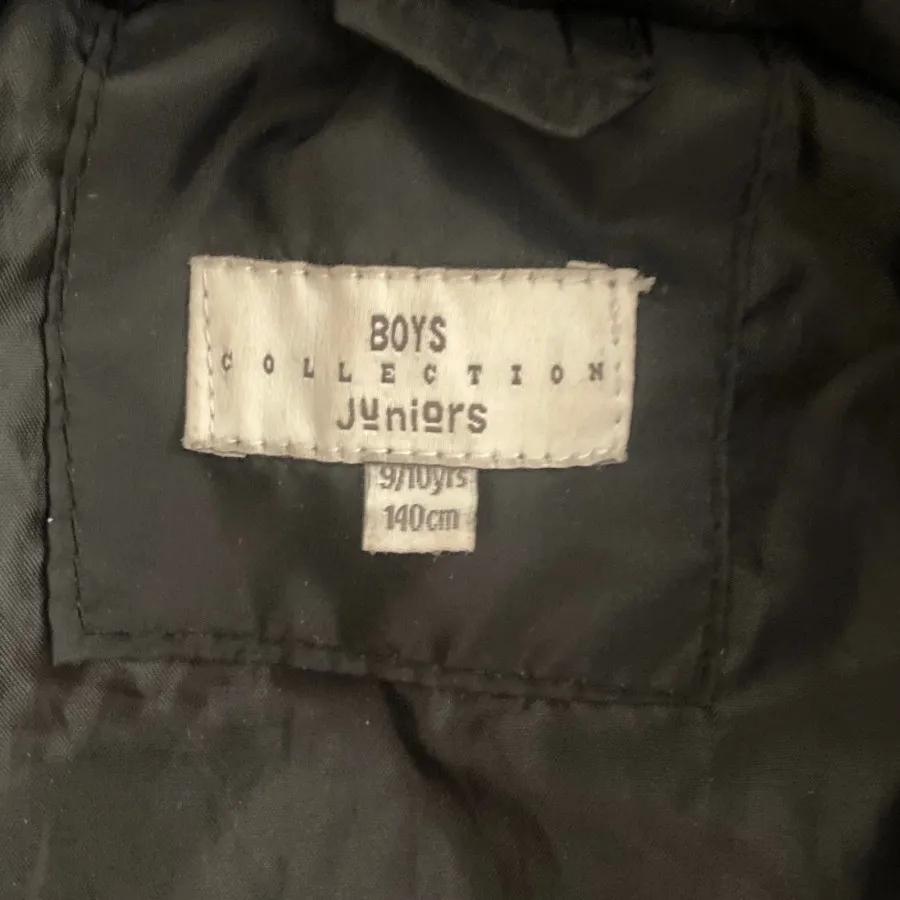 BOYS
COLLECTION
Juniors
9/10yrs
140cm